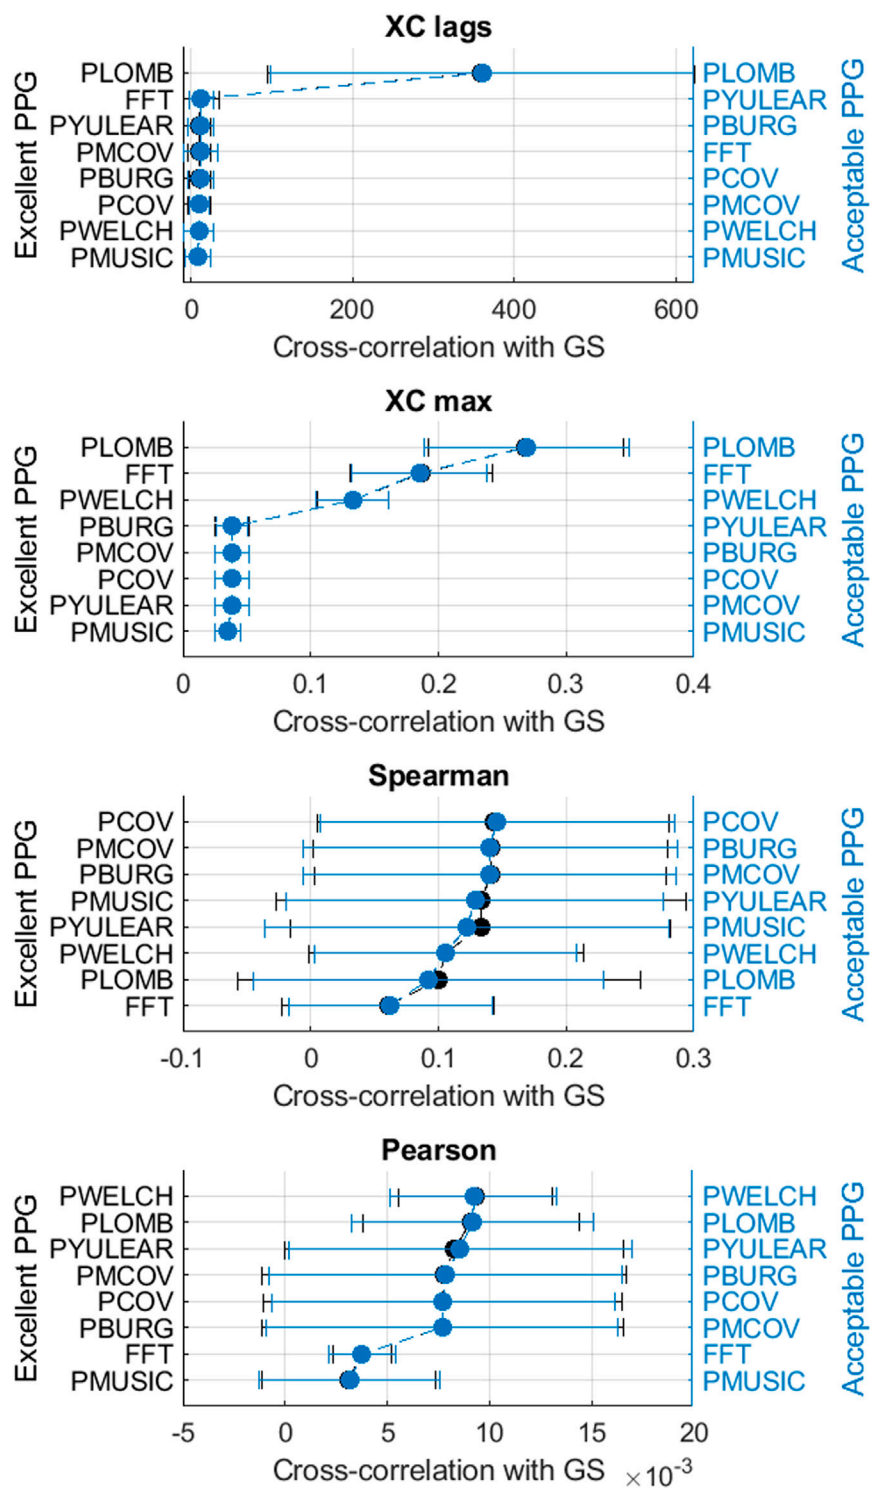 XC lags
Excellent PPG
PLOMB
FFT
PYULEAR
PMCOV
PBURG
PCOV
PWELCH
PMUSIC
PLOMB
PYULEAR
PBURG
FFT
PCOV
PMCOV
PWELCH
PMUSIC
Acceptable PPG
0 200 400 600
Cross-correlation with GS
XC max
Excellent PPG
PLOMB
FFT
PWELCH
PBURG
PMCOV
PCOV
PYULEAR
PMUSIC
PLOMB
FFT
PWELCH
PYULEAR
PBURG
PCOV
PMCOV
PMUSIC
Acceptable PPG
0 0.1 0.2 0.3 0.4
Cross-correlation with GS
Spearman
Excellent PPG
PCOV
PMCOV
PBURG
PMUSIC
PYULEAR
PWELCH
PLOMB
FFT
PCOV
PBURG
PMCOV
PYULEAR
PMUSIC
PWELCH
PLOMB
FFT
Acceptable PPG
-0.1 0 0.1 0.2 0.3
Cross-correlation with GS
Pearson
Excellent PPG
PWELCH
PLOMB
PYULEAR
PMCOV
PCOV
PBURG
FFT
PMUSIC
PWELCH
PLOMB
PYULEAR
PBURG
PCOV
PMCOV
FFT
PMUSIC
Acceptable PPG
-5 0 5 10 15 20
Cross-correlation with GS ×10⁻³